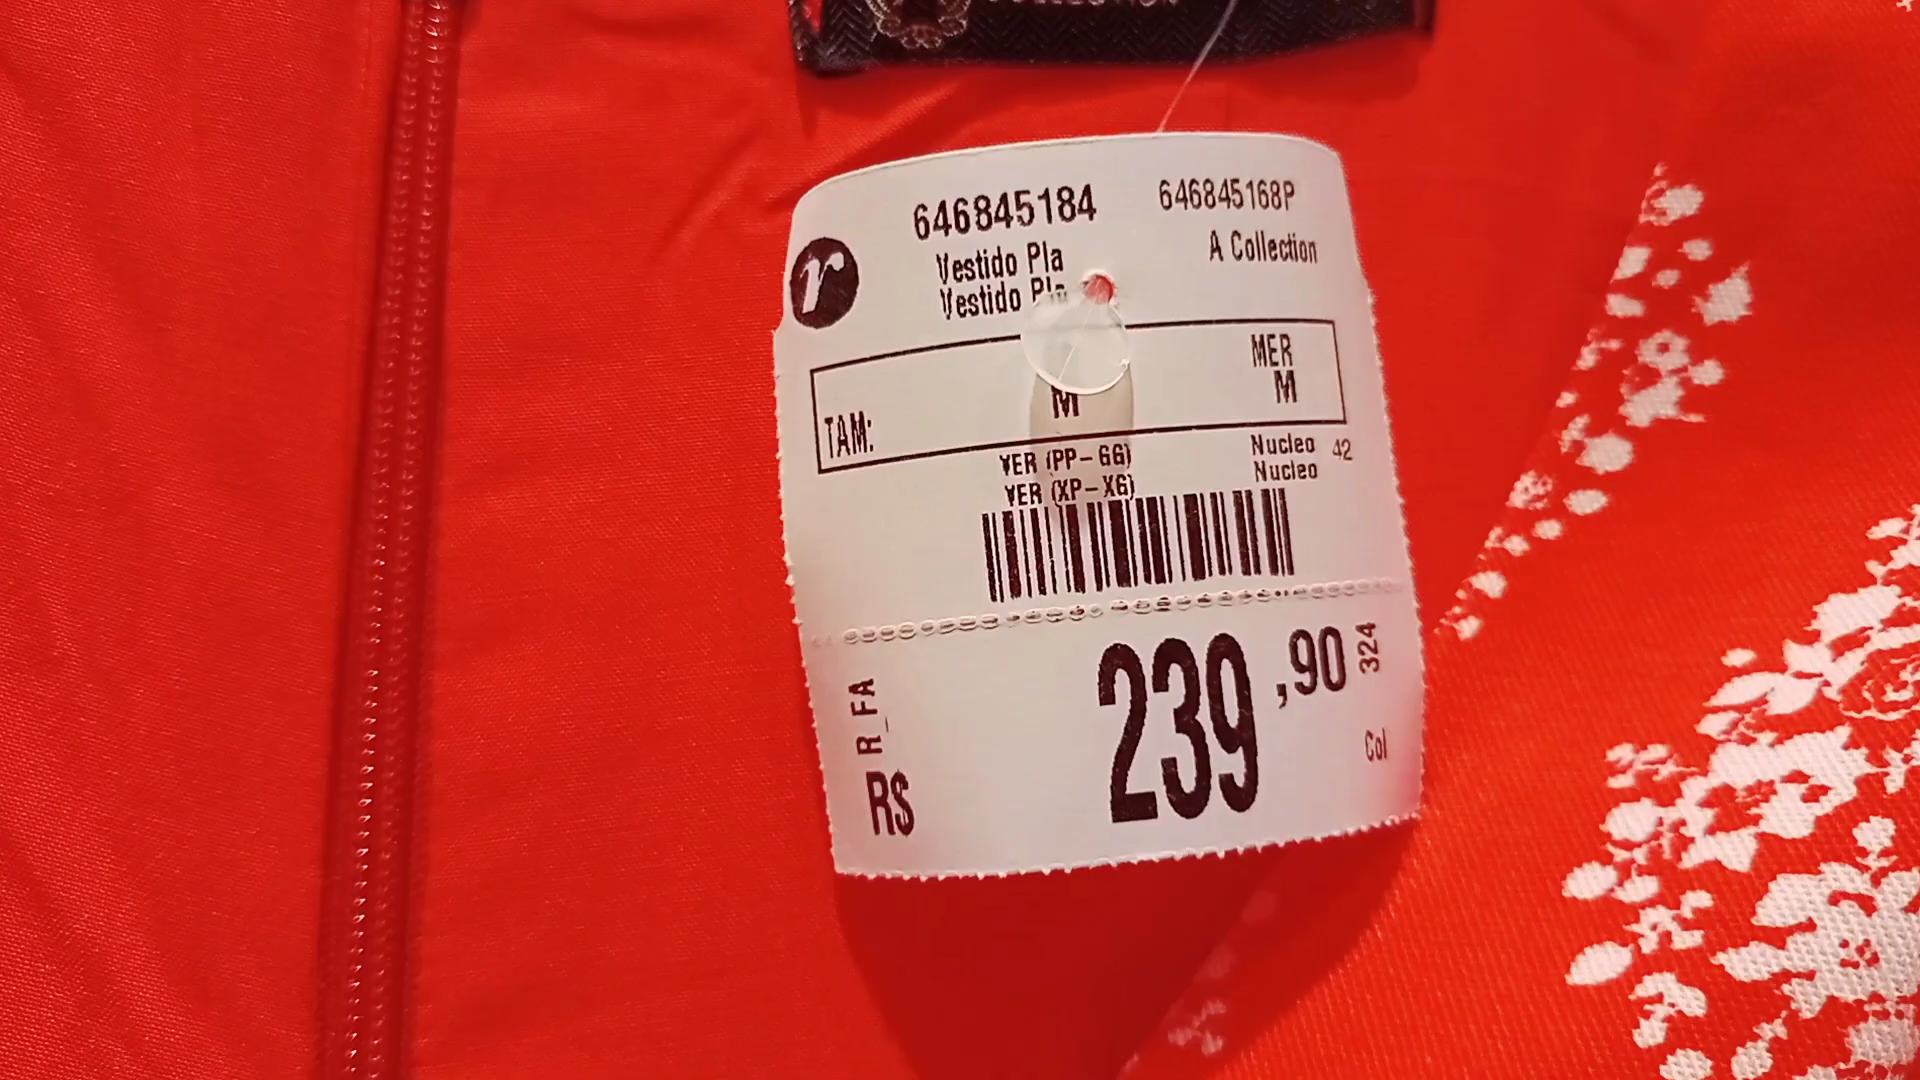 COLLECTION
646845184
646845168P
r
Vestido Pla
A Collection
Vestido Pla
MER
M
M
TAM:
VER (PP-GG)
Nucleo 42
VER (XP-XG)
Nucleo
R_FA
R$
239,90
324
Col